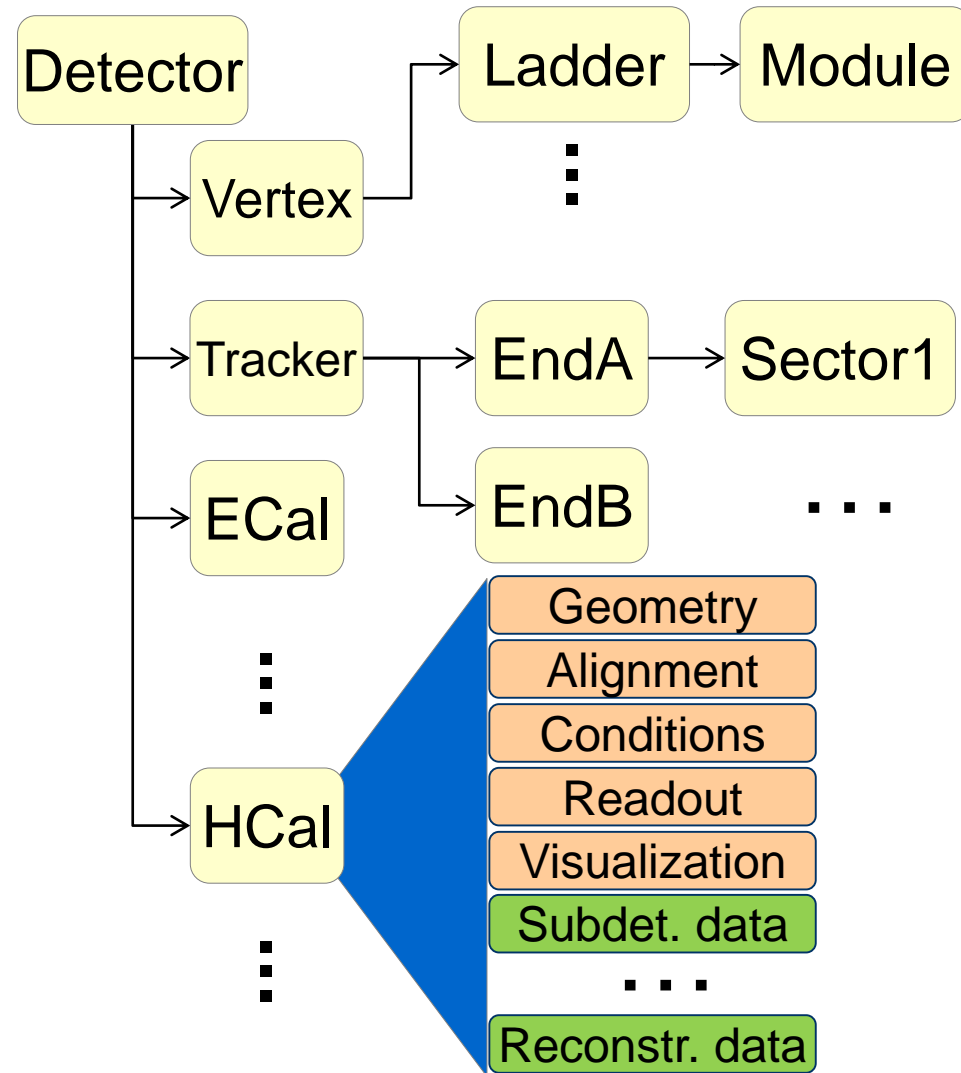 Detector
Ladder
Module
Vertex
Tracker
EndA
Sector1
ECal
EndB
. . .
HCal
Geometry
Alignment
Conditions
Readout
Visualization
Subdet. data
. . .
Reconstr. data